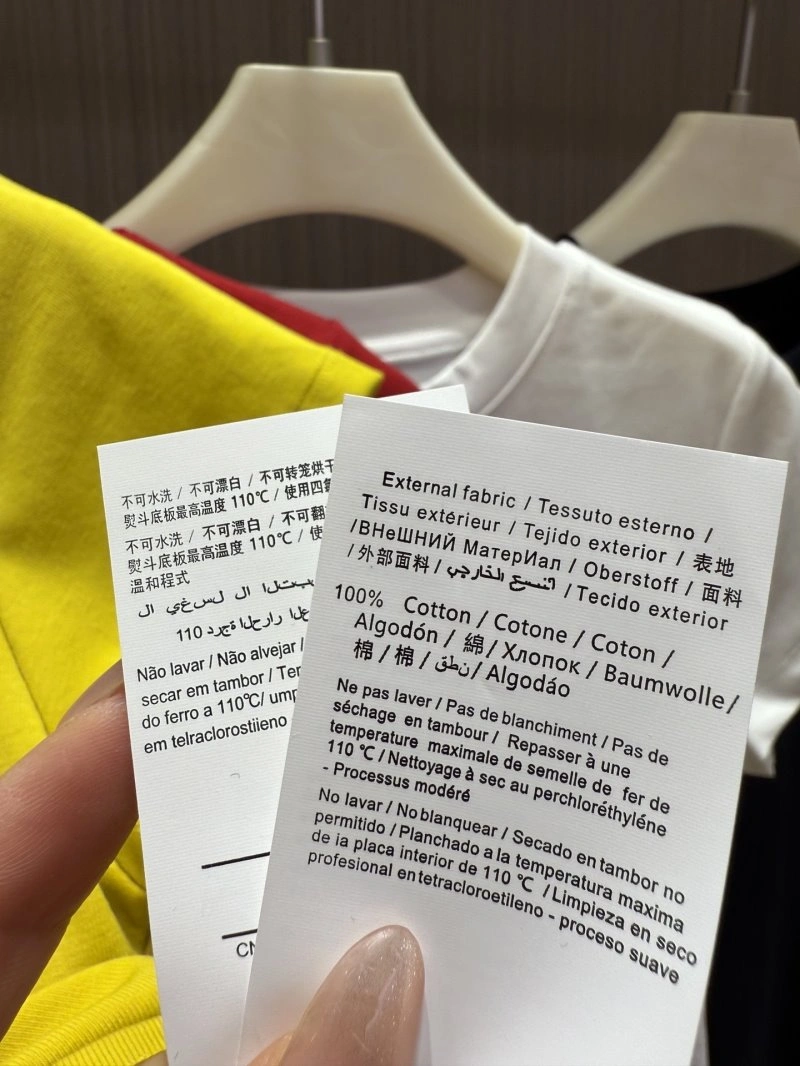 不可水洗 / 不可漂白 / 不可转笼烘干
熨斗底板最高温度 110℃ / 使用四氯
不可水洗 / 不可漂白 / 不可翻
熨斗底板最高温度 110℃ / 使
温和程式
110
Não lavar / Não alvejar /
secar em tambor / Ter
do ferro a 110℃/ ump
em telraclorostiieno
CN
External fabric / Tessuto esterno /
Tissu extérieur / Tejido exterior / 表地
/ВНеШНИЙ МатерИал / Oberstoff / 面料
/外部面料 / الخارجي / Tecido exterior
100% Cotton / Cotone / Coton /
Algodón / 綿/ Хлопок / Baumwolle/
棉 / 棉 / نطق/ Algodáo
Ne pas laver / Pas de blanchiment / Pas de
séchage en tambour / Repasser à une
temperature maximale de semelle de fer de
110 ℃ / Nettoyage à sec au perchloréthyléne
- Processus modéré
No lavar / No blanquear / Secado en tambor no
permitido / Planchado a la temperatura maxima
de ia placa interior de 110 ℃ / Limpieza en seco
profesional en tetracloroetileno - proceso suave